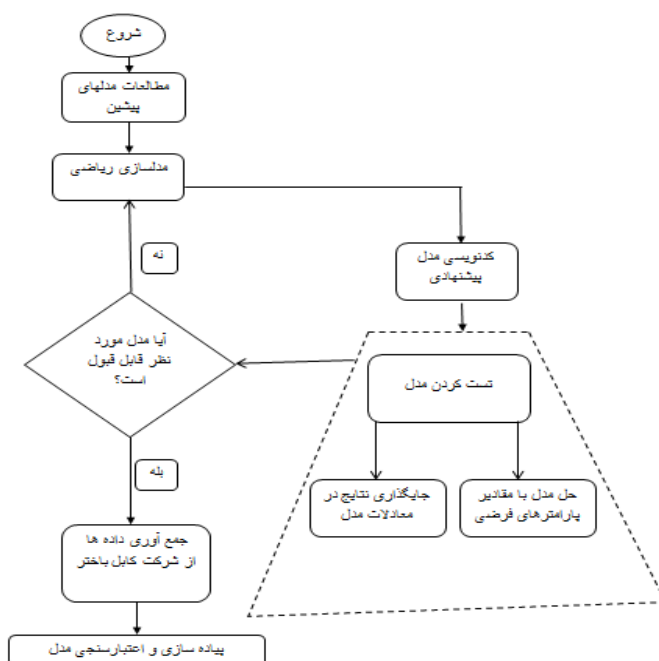 شروع
مطالعات مدلهای
پیشین
مدلسازی ریاضی
نه
کدنویسی مدل
پیشنهادی
آیا مدل مورد
نظر قابل قبول
است؟
تست کردن مدل
بله
جایگذاری نتایج در
معادلات مدل
حل مدل با مقادیر
پارامترهای فرضی
جمع آوری داده ها
از شرکت کابل باختر
پیاده سازی و اعتبارسنجی مدل